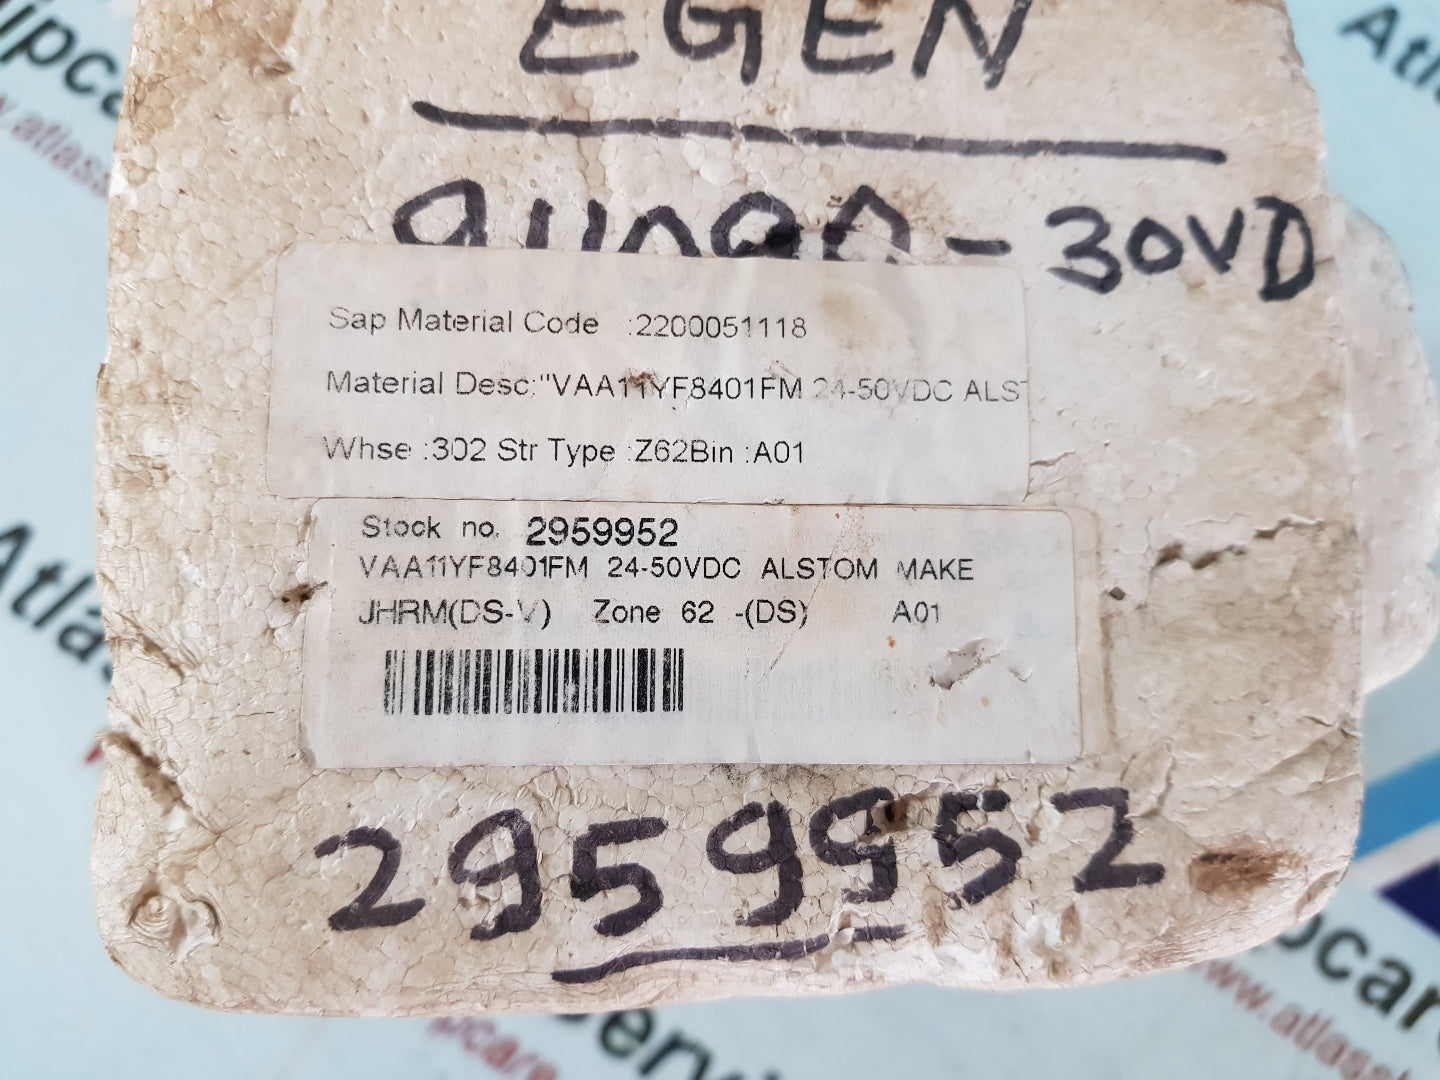 EGEN
- 30VD
Sap Material Code :2200051118
Material Desc:"VAA11YF8401FM 24-50VDC ALST
Whse :302 Str Type :Z62Bin :A01
Stock no. 2959952
VAA11YF8401FM 24-50VDC ALSTOM MAKE
JHRM(DS-V) Zone 62 -(DS) A01
2959952